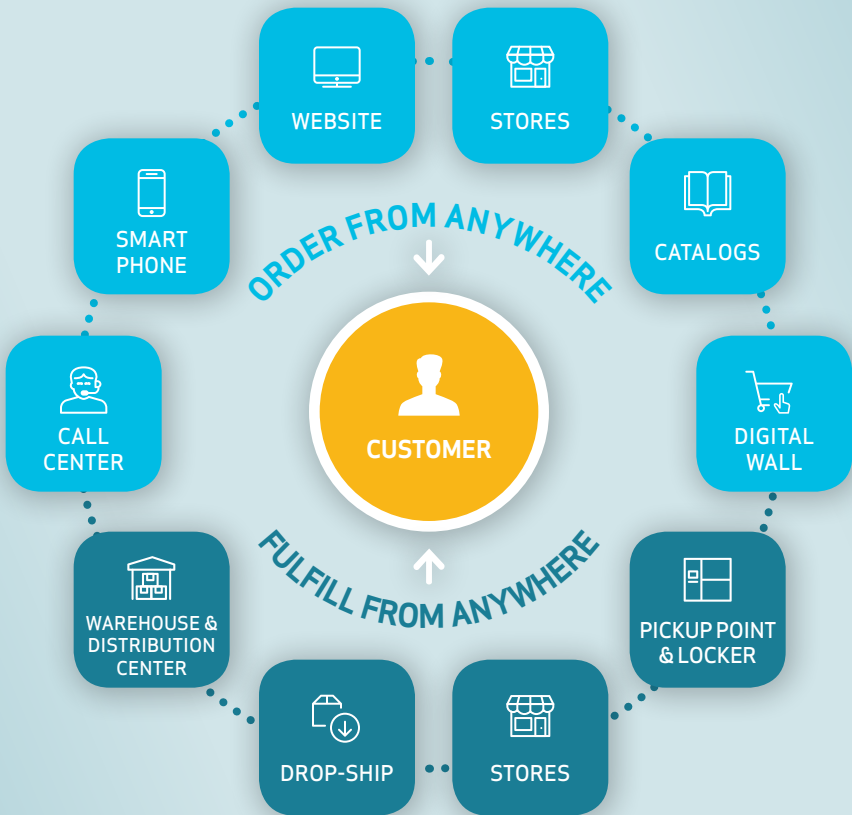 WEBSITE
STORES
SMART
PHONE
CATALOGS
ORDER FROM ANYWHERE
CALL
CENTER
CUSTOMER
DIGITAL
WALL
FULFILL FROM ANYWHERE
WAREHOUSE &
DISTRIBUTION
CENTER
PICKUP POINT
& LOCKER
DROP-SHIP
STORES